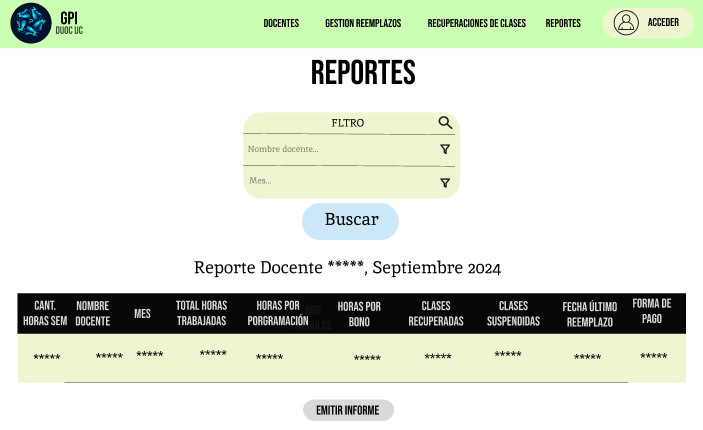 GPI
DUOC UC
DOCENTES GESTION REEMPLAZOS RECUPERACIONES DE CLASES REPORTES ACCEDER
REPORTES
FLTRO
Nombre docente...
Mes...
Buscar
Reporte Docente *****, Septiembre 2024
CANT. HORAS SEM NOMBRE DOCENTE MES TOTAL HORAS TRABAJADAS HORAS POR PORGRAMACIÓN HORAS POR BONO CLASES RECUPERADAS CLASES SUSPENDIDAS FECHA ÚLTIMO REEMPLAZO FORMA DE PAGO
***** ***** ***** ***** ***** ***** ***** ***** ***** *****
EMITIR INFORME